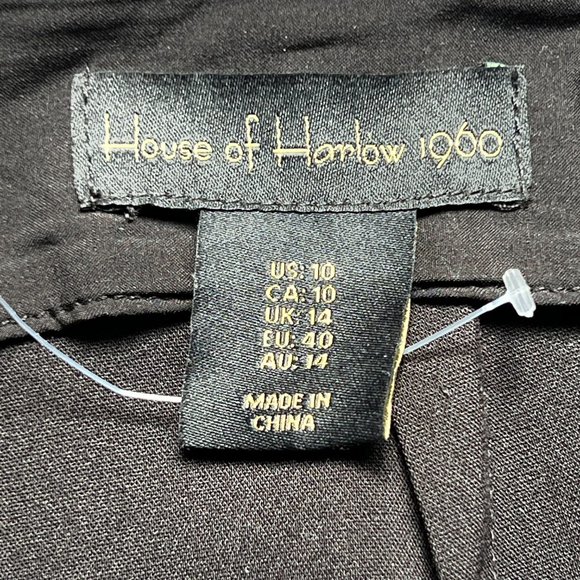 House of Harlow 1960
US: 10
CA: 10
UK: 14
EU: 40
AU: 14
MADE IN
CHINA